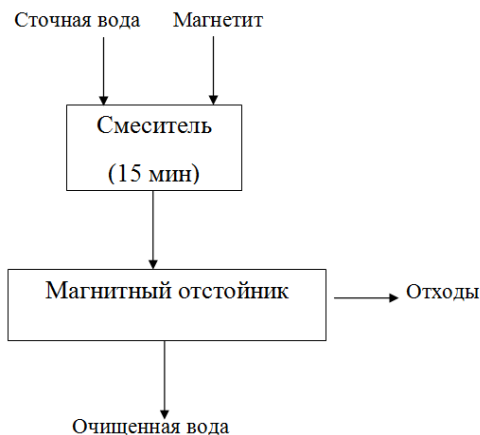 Сточная вода
Магнетит
Смеситель
(15 мин)
Магнитный отстойник
Отходы
Очищенная вода